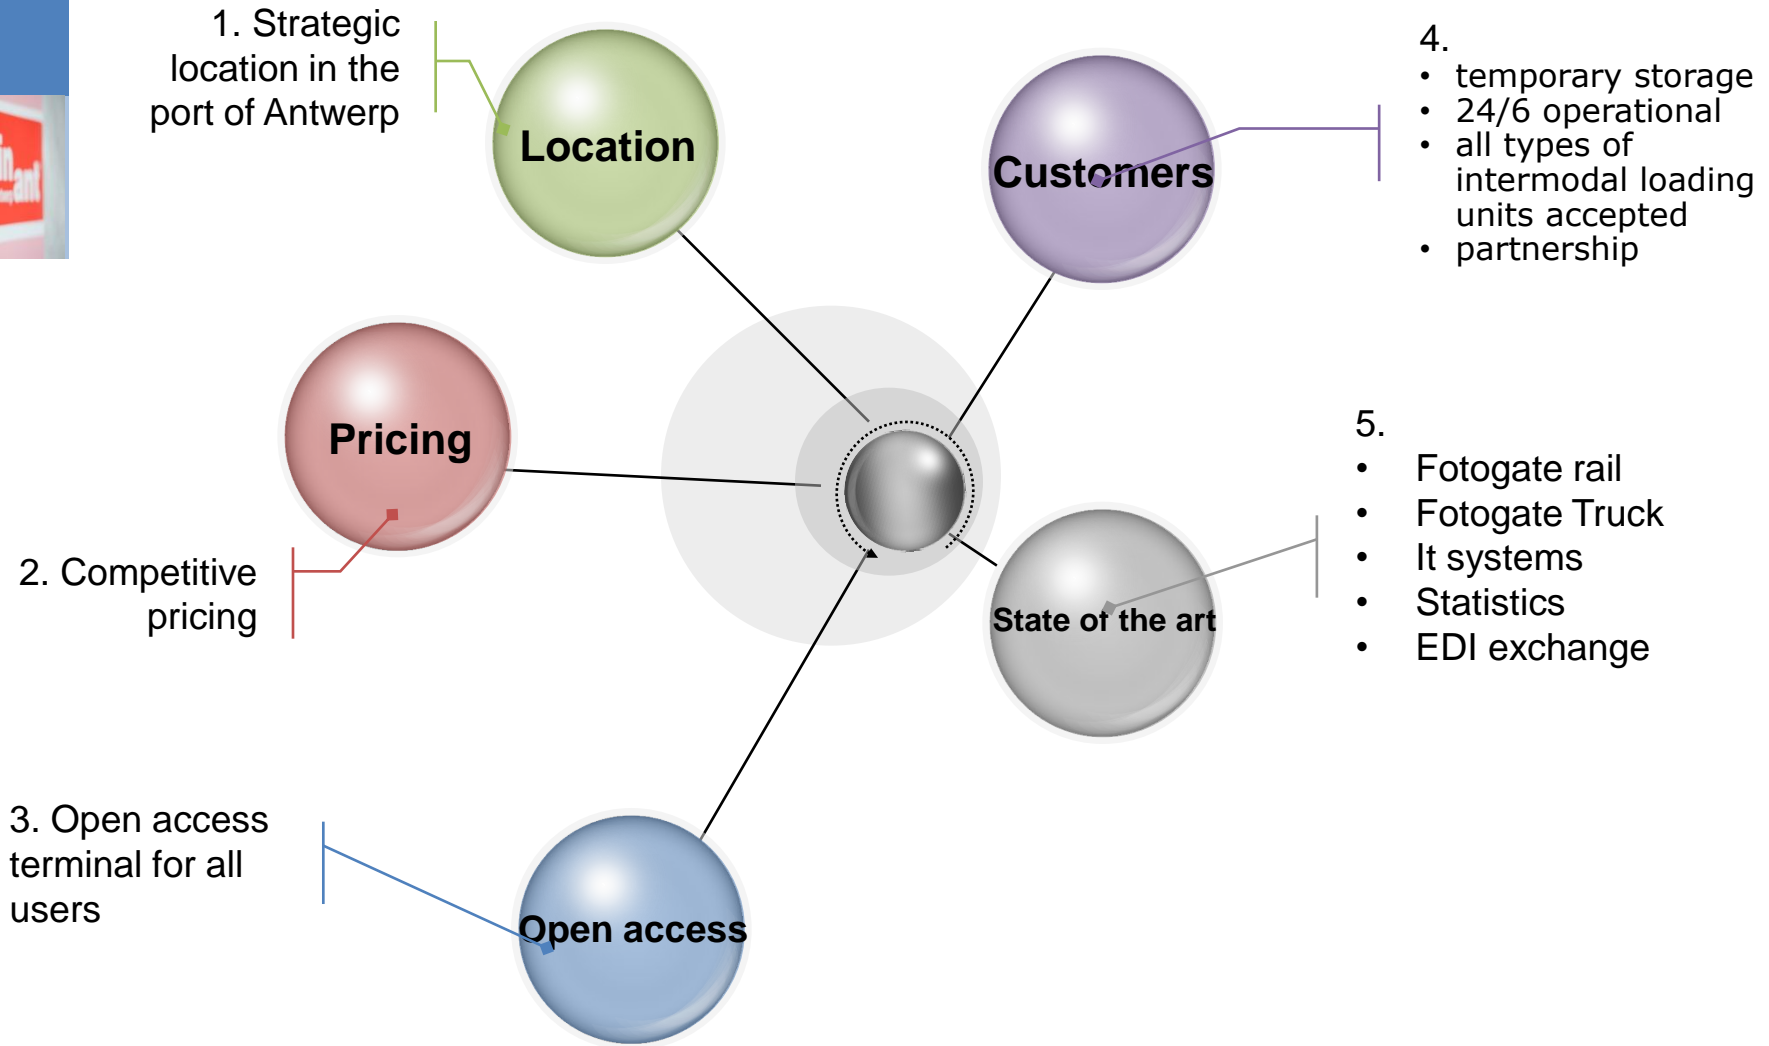 1. Strategic
location in the
port of Antwerp
Location
Customers
4.
• temporary storage
• 24/6 operational
• all types of
intermodal loading
units accepted
• partnership
Pricing
2. Competitive
pricing
5.
• Fotogate rail
• Fotogate Truck
• It systems
• Statistics
• EDI exchange
State of the art
3. Open access
terminal for all
users
Open access